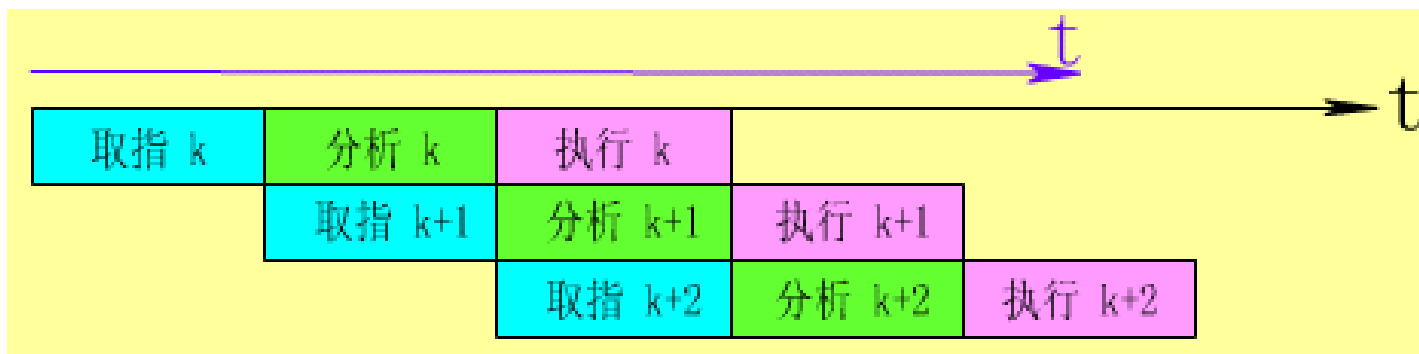 t
t
取指 k 分析 k 执行 k
取指 k+1 分析 k+1 执行 k+1
取指 k+2 分析 k+2 执行 k+2